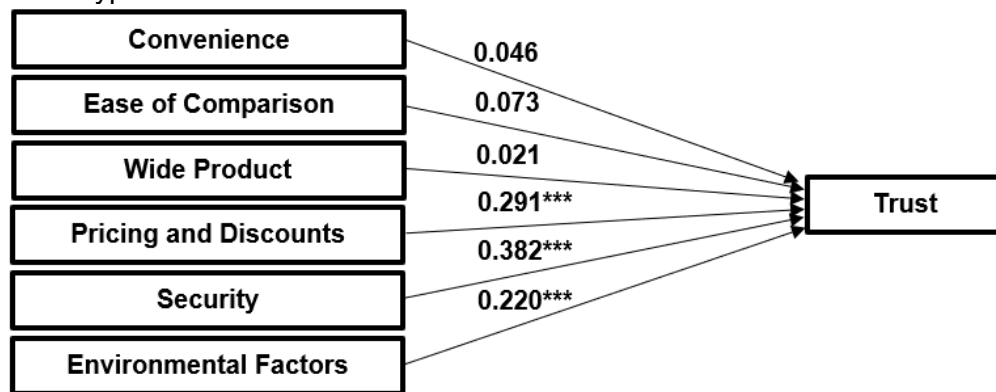 Convenience
0.046
Ease of Comparison
0.073
Wide Product
0.021
0.291***
Trust
Pricing and Discounts
0.382***
Security
0.220***
Environmental Factors